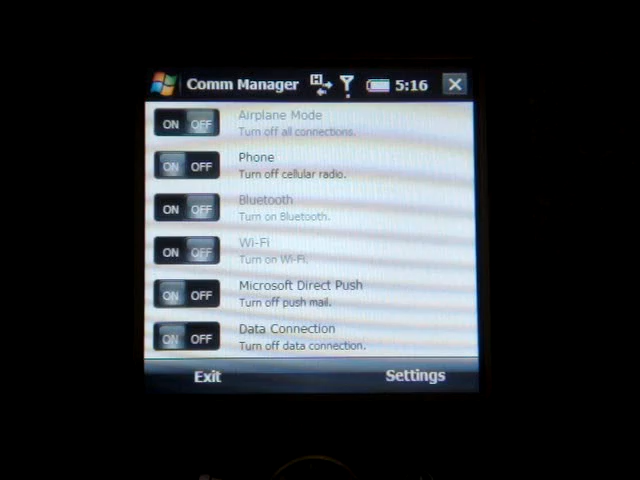 Comm Manager H 5:16 X
ON OFF Airplane Mode
Turn off all connections.
ON OFF Phone
Turn off cellular radio.
ON OFF Bluetooth
Turn on Bluetooth.
ON OFF Wi-Fi
Turn on Wi-Fi.
ON OFF Microsoft Direct Push
Turn off push mail.
ON OFF Data Connection
Turn off data connection.
Exit Settings